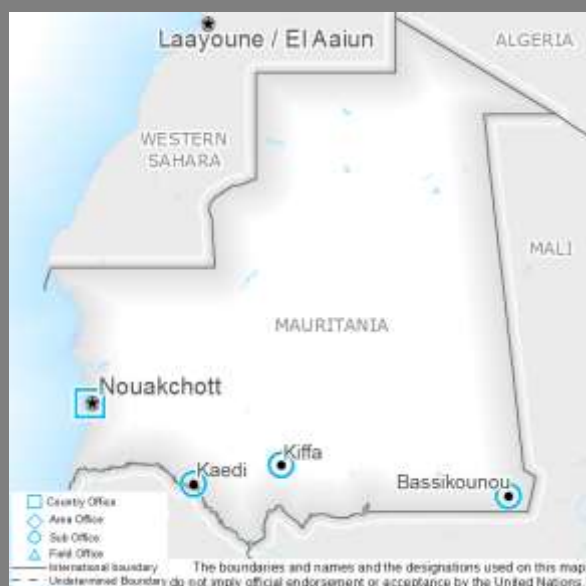 Laayoune / El Aaiun
ALGERIA
WESTERN
SAHARA
MALI
MAURITANIA
Nouakchott
Kiffa
Kaedi
Bassikounou
Country Office
Area Office
Sub Office
Field Office
International boundary
Undetermined Boundary
The boundaries and names and the designations used on this map
do not imply official endorsement or acceptance by the United Nations.